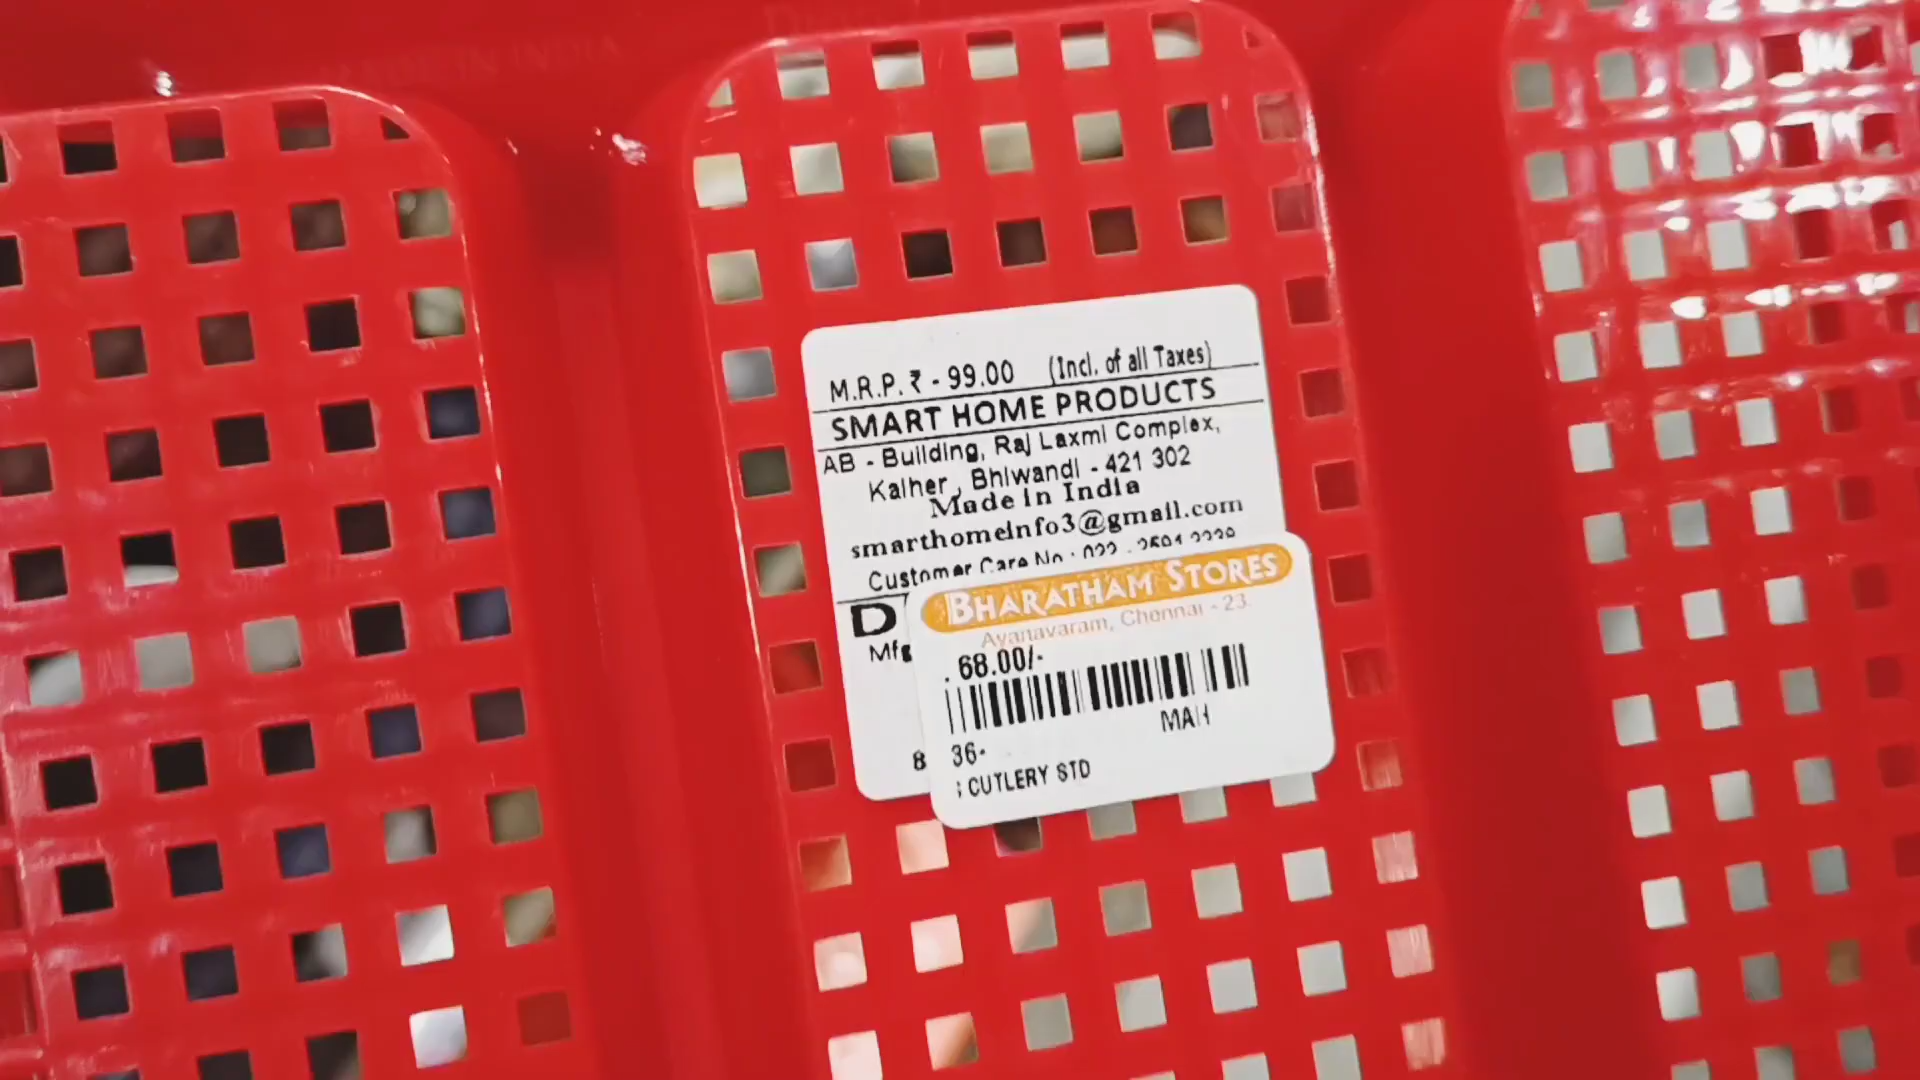 MADE IN INDIA
M.R.P. ₹ - 99.00 (Incl. of all Taxes)
SMART HOME PRODUCTS
AB - Building, Raj Laxmi Complex,
Kalher, Bhiwandi - 421 302
Made in India
smarthomeinfo3@gmail.com
Customer Care No : 022 -
D
Mfg
8
BHARATHAM STORES
Ayanavaram, Chennai - 23.
. 68.00/-
MAH
36-
: CUTLERY STD